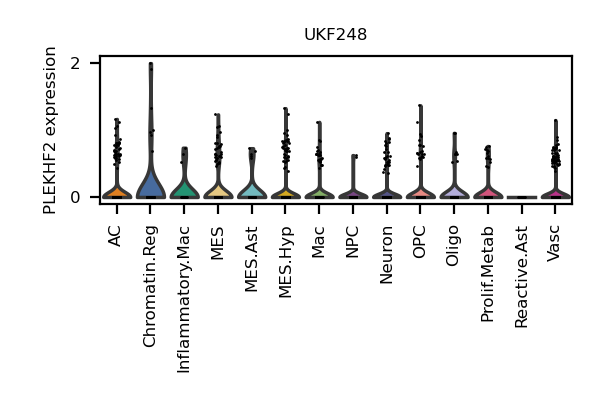 UKF248
PLEKHF2 expression
2
0
AC
Chromatin.Reg
Inflammatory.Mac
MES
MES.Ast
MES.Hyp
Mac
NPC
Neuron
OPC
Oligo
Prolif.Metab
Reactive.Ast
Vasc